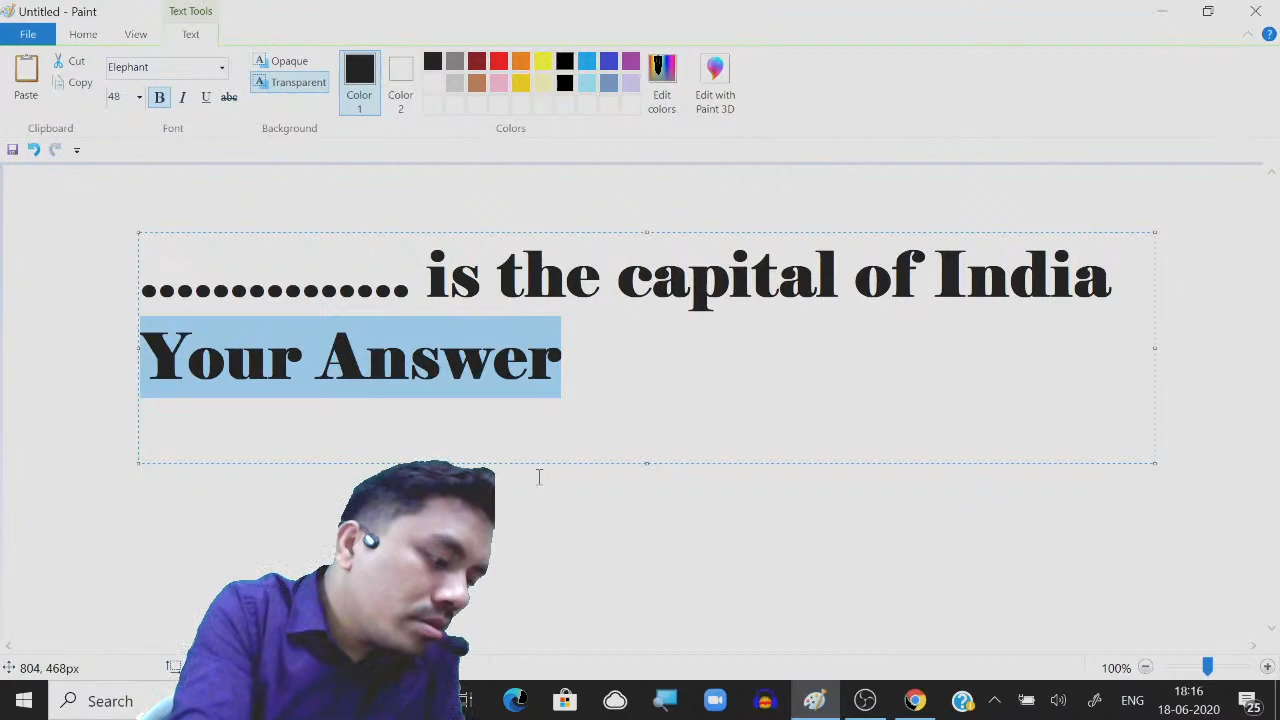 Untitled - Paint
Text Tools
File
Home
View
Text
Paste
Cut
Copy
Clipboard
Elephant
48
B I U abc
Font
A Opaque
A Transparent
Background
Color 1
Color 2
Edit colors
Edit with Paint 3D
Colors
............... is the capital of India
Your Answer
804, 468px
100%
Search
ENG
18:16
18-06-2020
25